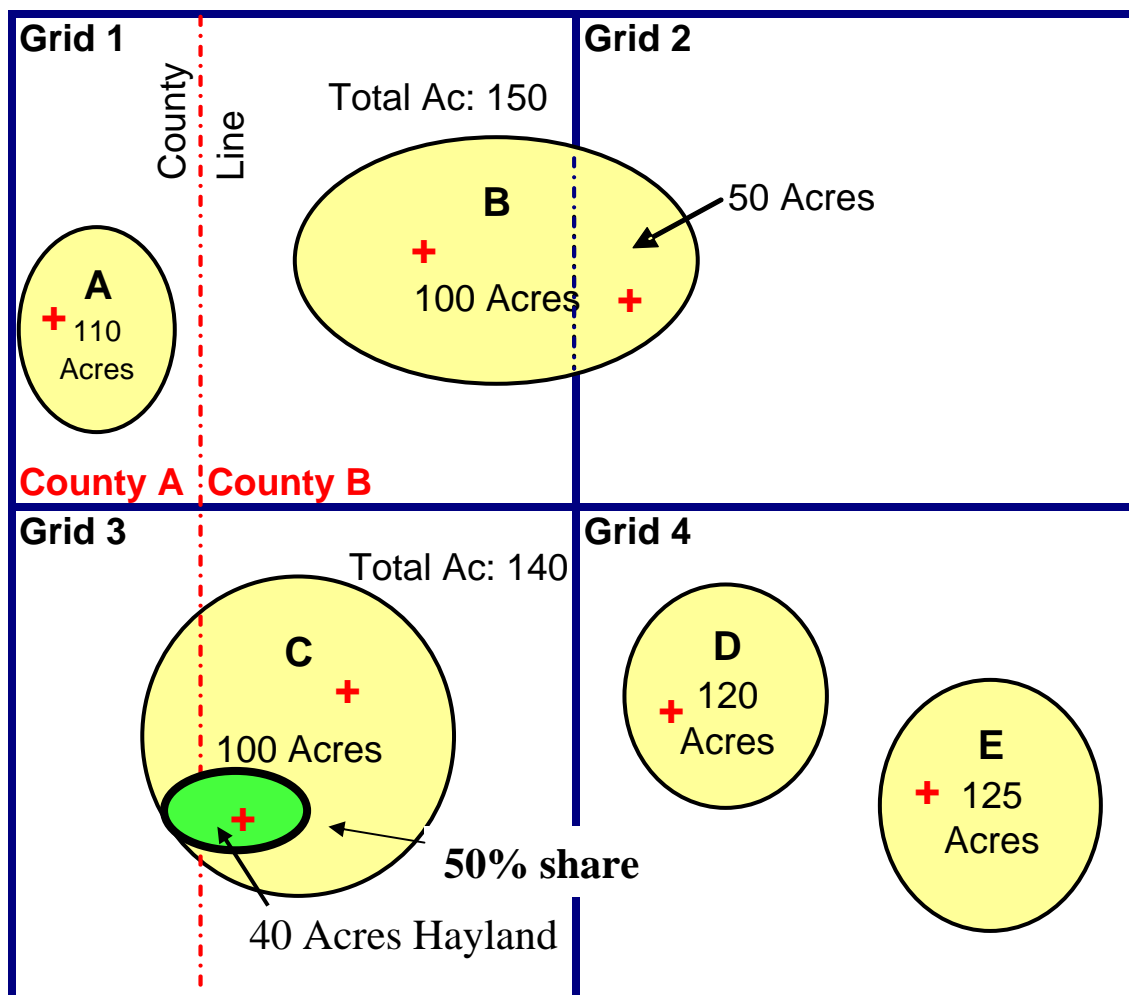 Grid 1
Grid 2
County
Line
Total Ac: 150
B
50 Acres
100 Acres
A
110
Acres
County A
County B
Grid 3
Grid 4
Total Ac: 140
C
100 Acres
50% share
40 Acres Hayland
D
120
Acres
E
125
Acres